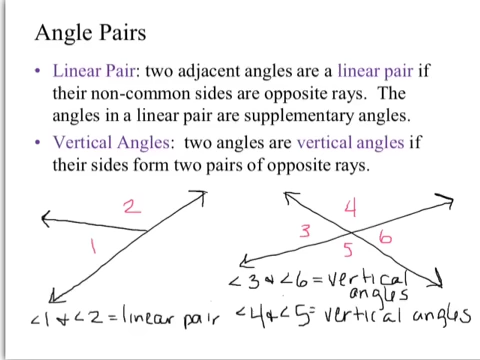 Angle Pairs
• Linear Pair: two adjacent angles are a linear pair if
their non-common sides are opposite rays. The
angles in a linear pair are supplementary angles.
• Vertical Angles: two angles are vertical angles if
their sides form two pairs of opposite rays.
2
1
4
3
6
5
∠3 & ∠6 = vertical
angles
∠1 & ∠2 = linear pair
∠4 & ∠5 = vertical angles